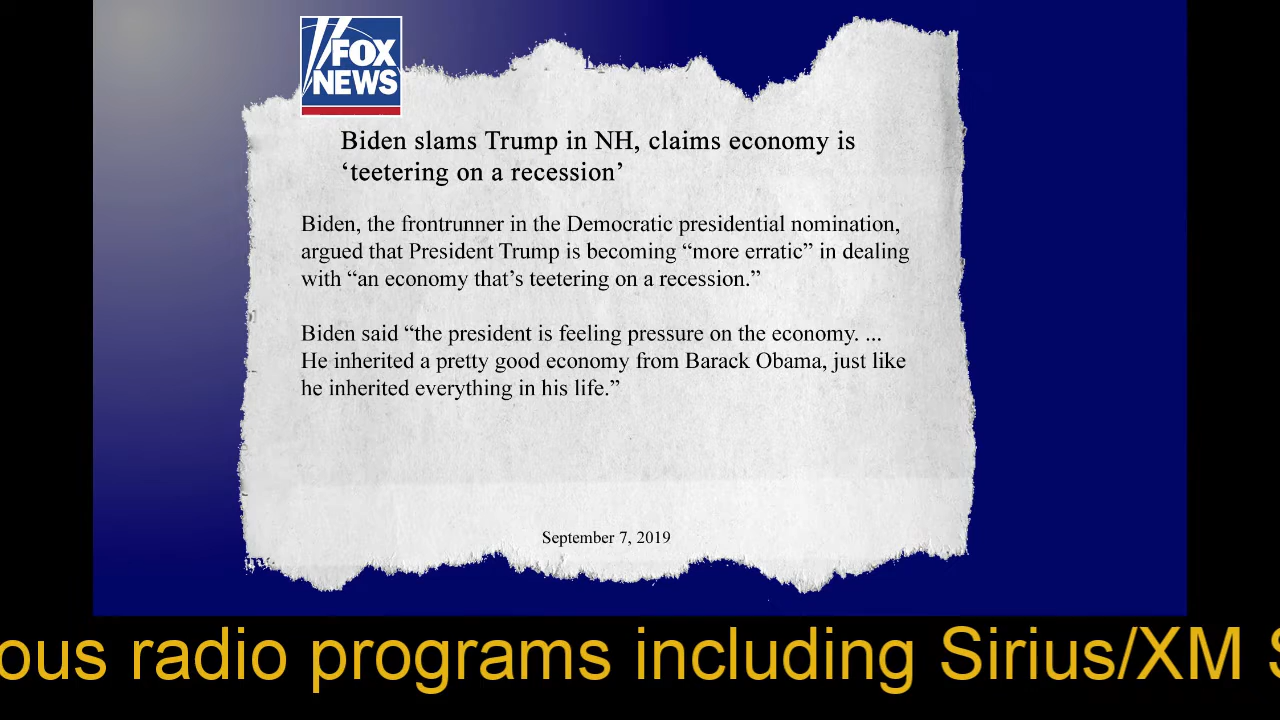 FOX
NEWS
Biden slams Trump in NH, claims economy is
‘teetering on a recession’
Biden, the frontrunner in the Democratic presidential nomination,
argued that President Trump is becoming “more erratic” in dealing
with “an economy that’s teetering on a recession.”
Biden said “the president is feeling pressure on the economy. ...
He inherited a pretty good economy from Barack Obama, just like
he inherited everything in his life.”
September 7, 2019
ous radio programs including Sirius/XM S